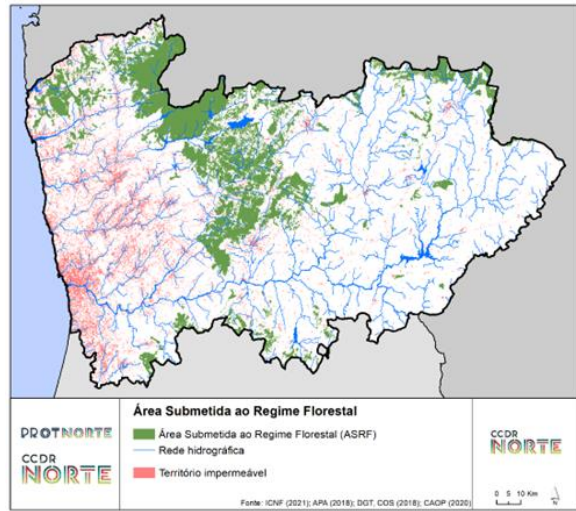 Área Submetida ao Regime Florestal
Área Submetida ao Regime Florestal (ASRF)
Rede hidrográfica
Território impermeável
PROTNORTE
CCDR
NORTE
CCDR
NORTE
0 5 10 Km
N
Fonte: ICNF (2021); APA (2018); DGT, COS (2018); CAOP (2020)